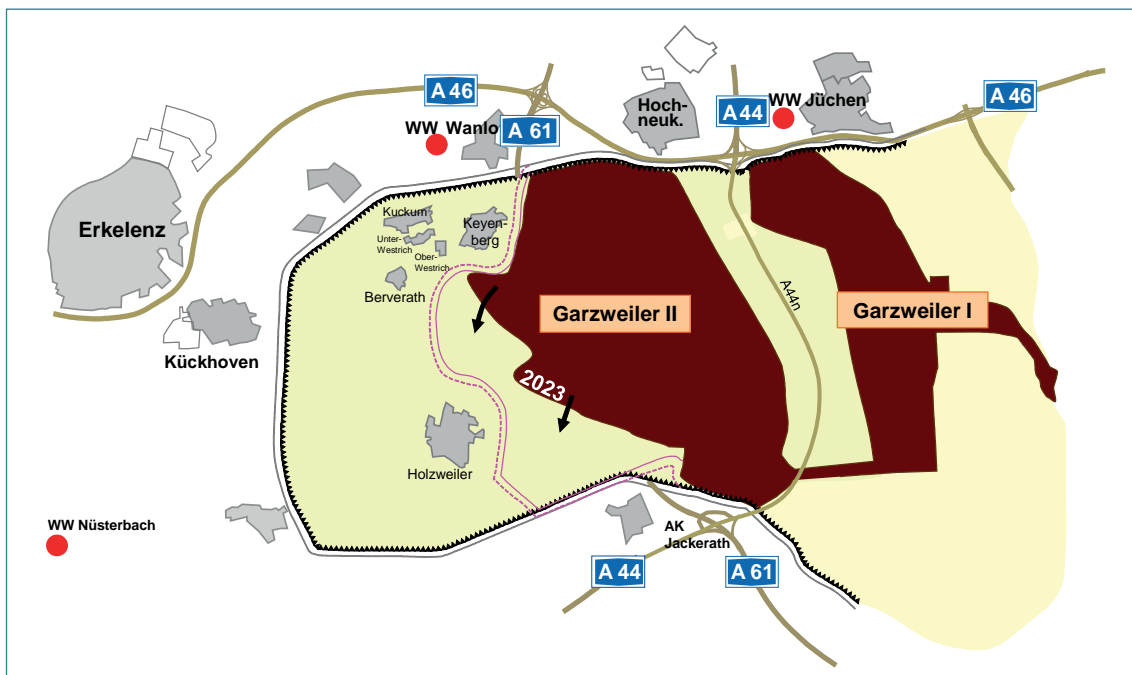 A 46
Hoch-
neuk.
A 44
WW Jüchen
A 46
WW Wanlo
A 61
Erkelenz
Kuckum
Keyen-
berg
Unter-
Westrich
Ober-
Westrich
Berverath
A44n
Garzweiler II
Garzweiler I
Kückhoven
2023
Holzweiler
WW Nüsterbach
AK
Jackerath
A 44
A 61